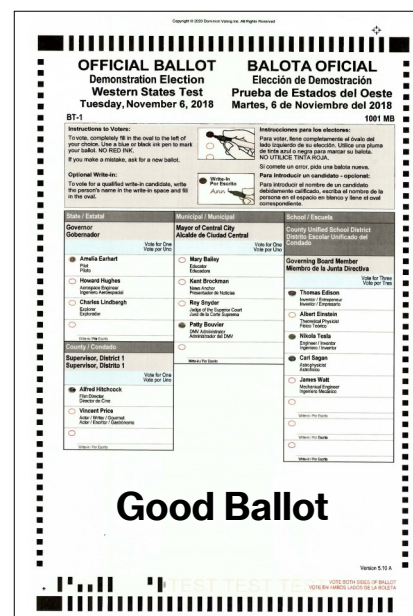 Copyright © 2020 Dominion Voting Inc. All Rights Reserved
OFFICIAL BALLOT
Demonstration Election
Western States Test
Tuesday, November 6, 2018
BALOTA OFICIAL
Elección de Demostración
Prueba de Estados del Oeste
Martes, 6 de Noviembre del 2018
BT-1
1001 MB
Instructions to Voters:
To vote, completely fill in the oval to the left of
your choice. Use a blue or black ink pen to mark
your ballot. NO RED INK.
If you make a mistake, ask for a new ballot.
Optional Write-in:
To vote for a qualified write-in candidate, write
the person's name in the write-in space and fill
in the oval.
Write-in
Por Escrito
Instrucciones para los electores:
Para votar, llene completamente el óvalo del
lado izquierdo de su elección. Utilice una pluma
de tinta azul o negra para marcar su balota.
NO UTILICE TINTA ROJA.
Si comete un error, pida una balota nueva.
Para introducir un candidato - opcional:
Para introducir el nombre de un candidato
debidamente calificado, escriba el nombre de la
persona en el espacio en blanco y llene el oval
correspondiente.
State / Estatal
Governor
Gobernador
Vote for One
Vote por Uno
Amelia Earhart
Pilot
Piloto
Howard Hughes
Aerospace Engineer
Ingeniero Aeroespacial
Charles Lindbergh
Explorer
Explorador
Write-in / Por Escrito
County / Condado
Supervisor, District 1
Supervisor, Distrito 1
Vote for One
Vote por Uno
Alfred Hitchcock
Film Director
Director de Cine
Vincent Price
Actor / Writer / Gourmet
Actor / Escritor / Gastrónomo
Write-in / Por Escrito
Municipal / Municipal
Mayor of Central City
Alcalde de Ciudad Central
Vote for One
Vote por Uno
Mary Bailey
Educator
Educadora
Kent Brockman
News Anchor
Presentador de Noticias
Roy Snyder
Judge of the Superior Court
Juez de la Corte Suprema
Patty Bouvier
DMV Administrator
Administrador del DMV
Write-in / Por Escrito
School / Escuela
County Unified School District
Distrito Escolar Unificado del
Condado
Governing Board Member
Miembro de la Junta Directiva
Vote for Three
Vote por Tres
Thomas Edison
Inventor / Entrepreneur
Inventor / Empresario
Albert Einstein
Theoretical Physicist
Físico Teórico
Nikola Tesla
Engineer / Inventor
Ingeniero / Inventor
Carl Sagan
Astrophysicist
Astrofísico
James Watt
Mechanical Engineer
Ingeniero Mecánico
Write-in / Por Escrito
Write-in / Por Escrito
Write-in / Por Escrito
Good Ballot
Version 5.10 A
TEST TEST TEST
VOTE BOTH SIDES OF BALLOT
VOTE EN AMBOS LADOS DE LA BOLETA